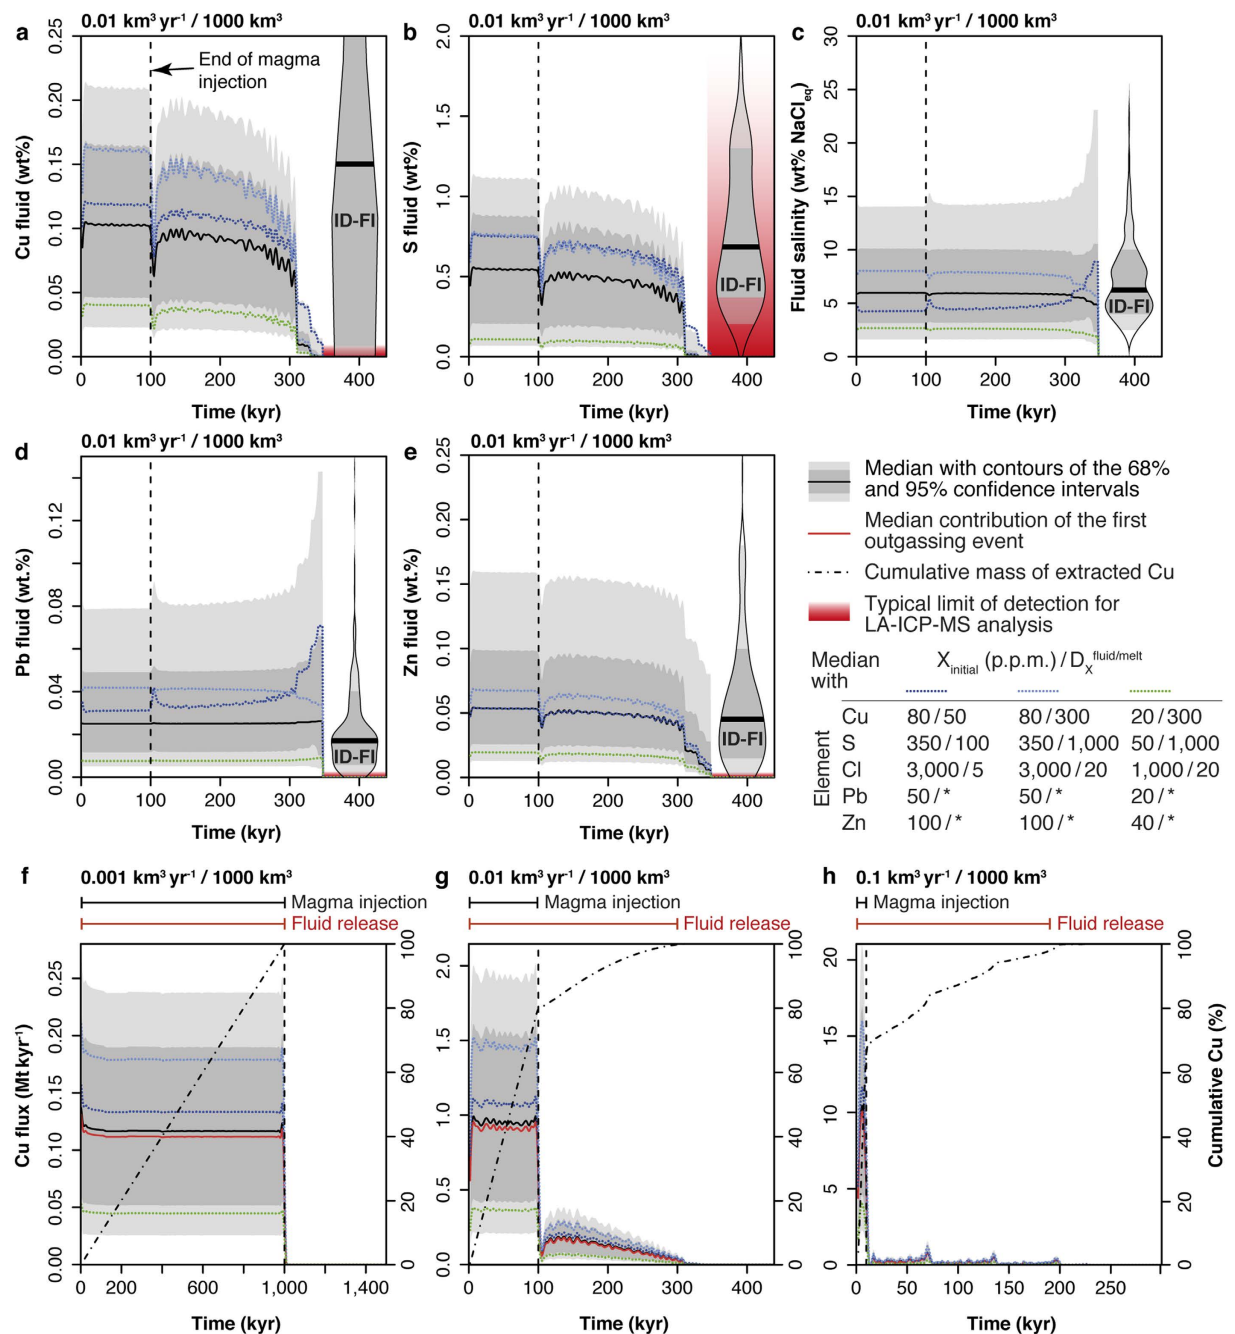 a
0.01 km³ yr⁻¹ / 1000 km³
Cu fluid (wt%)
0.25
0.20
0.15
0.10
0.05
0.00
End of magma
injection
ID-FI
0 100 200 300 400
Time (kyr)
b
0.01 km³ yr⁻¹ / 1000 km³
S fluid (wt%)
2.0
1.5
1.0
0.5
0.0
ID-FI
0 100 200 300 400
Time (kyr)
c
0.01 km³ yr⁻¹ / 1000 km³
Fluid salinity (wt% NaCl_eq)
30
25
20
15
10
5
0
ID-FI
0 100 200 300 400
Time (kyr)
d
0.01 km³ yr⁻¹ / 1000 km³
Pb fluid (wt.%)
0.12
0.08
0.04
0.00
ID-FI
0 100 200 300 400
Time (kyr)
e
0.01 km³ yr⁻¹ / 1000 km³
Zn fluid (wt.%)
0.25
0.20
0.15
0.10
0.05
0.00
ID-FI
0 100 200 300 400
Time (kyr)
Median with contours of the 68%
and 95% confidence intervals
Median contribution of the first
outgassing event
Cumulative mass of extracted Cu
Typical limit of detection for
LA-ICP-MS analysis
Median
with
X_initial (p.p.m.) / D_X^fluid/melt
Element
Cu 80 / 50 80 / 300 20 / 300
S 350 / 100 350 / 1,000 50 / 1,000
Cl 3,000 / 5 3,000 / 20 1,000 / 20
Pb 50 / * 50 / * 20 / *
Zn 100 / * 100 / * 40 / *
f
0.001 km³ yr⁻¹ / 1000 km³
Magma injection
Fluid release
Cu flux (Mt kyr⁻¹)
0.25
0.20
0.15
0.10
0.05
0.00
100
80
60
40
20
0
0 200 600 1,000 1,400
Time (kyr)
g
0.01 km³ yr⁻¹ / 1000 km³
Magma injection
Fluid release
2.0
1.5
1.0
0.5
0.0
100
80
60
40
20
0
0 100 200 300 400
Time (kyr)
h
0.1 km³ yr⁻¹ / 1000 km³
Magma injection
Fluid release
20
15
10
5
0
100
80
60
40
20
0
Cumulative Cu (%)
0 50 100 150 200 250
Time (kyr)